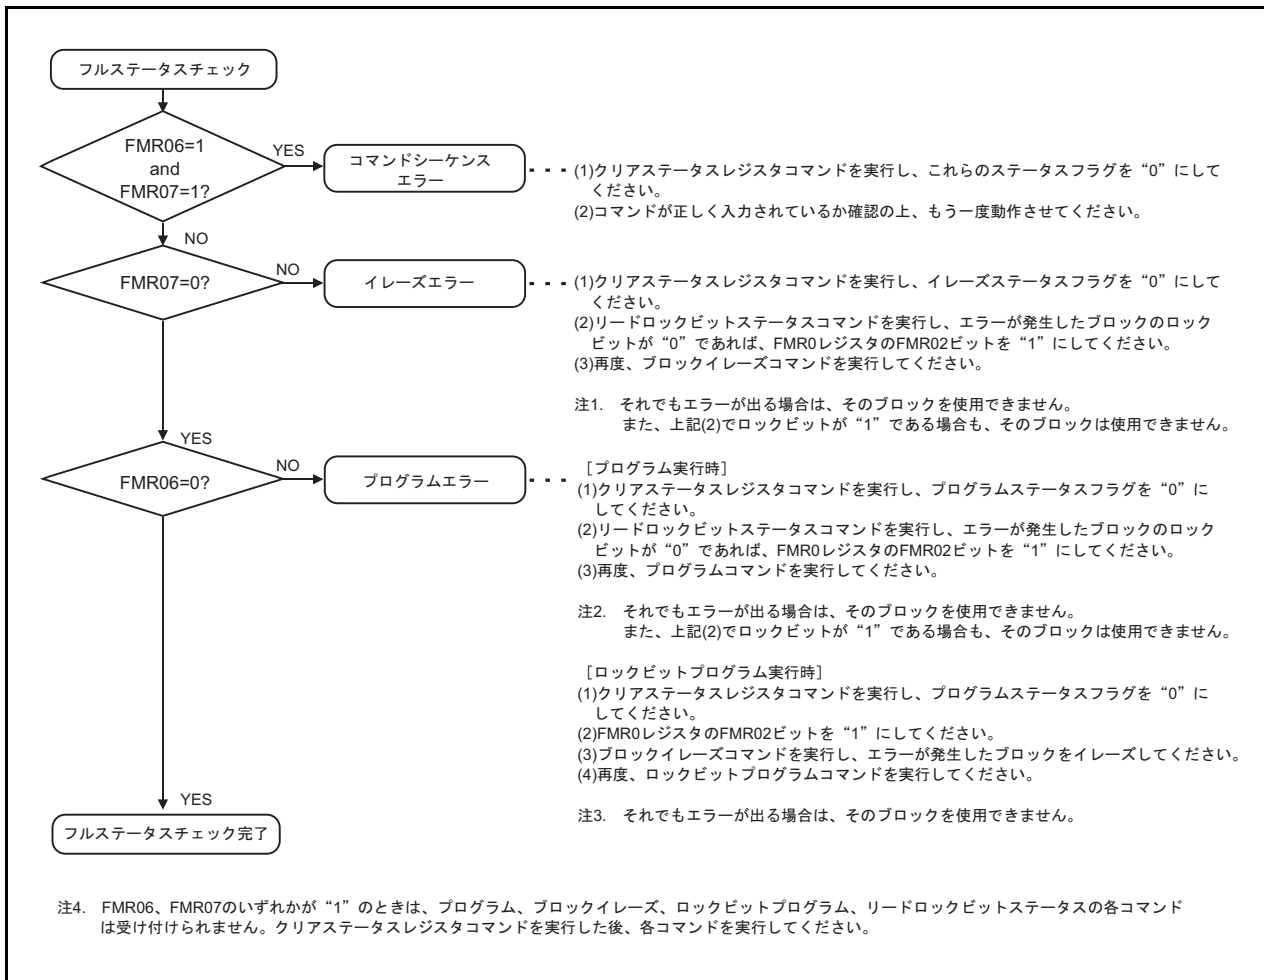 フルステータスチェック
FMR06=1
and
FMR07=1?
YES
コマンドシーケンス
エラー
(1)クリアステータスレジスタコマンドを実行し、これらのステータスフラグを“0”にして
ください。
(2)コマンドが正しく入力されているか確認の上、もう一度動作させてください。
NO
FMR07=0?
NO
イレーズエラー
(1)クリアステータスレジスタコマンドを実行し、イレーズステータスフラグを“0”にして
ください。
(2)リードロックビットステータスコマンドを実行し、エラーが発生したブロックのロック
ビットが“0”であれば、FMR0レジスタのFMR02ビットを“1”にしてください。
(3)再度、ブロックイレーズコマンドを実行してください。
注1. それでもエラーが出る場合は、そのブロックを使用できません。
また、上記(2)でロックビットが“1”である場合も、そのブロックは使用できません。
YES
FMR06=0?
NO
プログラムエラー
［プログラム実行時］
(1)クリアステータスレジスタコマンドを実行し、プログラムステータスフラグを“0”に
してください。
(2)リードロックビットステータスコマンドを実行し、エラーが発生したブロックのロック
ビットが“0”であれば、FMR0レジスタのFMR02ビットを“1”にしてください。
(3)再度、プログラムコマンドを実行してください。
注2. それでもエラーが出る場合は、そのブロックを使用できません。
また、上記(2)でロックビットが“1”である場合も、そのブロックは使用できません。
［ロックビットプログラム実行時］
(1)クリアステータスレジスタコマンドを実行し、プログラムステータスフラグを“0”に
してください。
(2)FMR0レジスタのFMR02ビットを“1”にしてください。
(3)ブロックイレーズコマンドを実行し、エラーが発生したブロックをイレーズしてください。
(4)再度、ロックビットプログラムコマンドを実行してください。
注3. それでもエラーが出る場合は、そのブロックを使用できません。
YES
フルステータスチェック完了
注4. FMR06、FMR07のいずれかが“1”のときは、プログラム、ブロックイレーズ、ロックビットプログラム、リードロックビットステータスの各コマンド
は受け付けられません。クリアステータスレジスタコマンドを実行した後、各コマンドを実行してください。